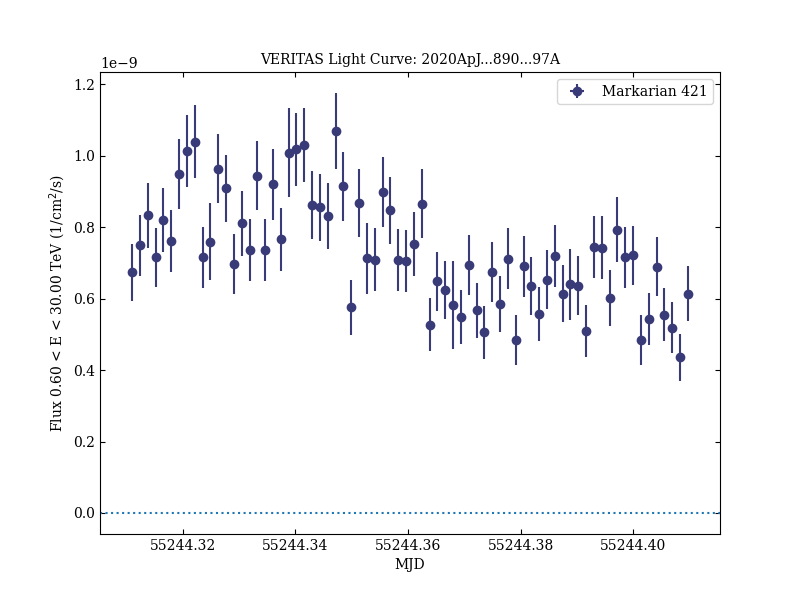 VERITAS Light Curve: 2020ApJ...890...97A
1e−9
Markarian 421
1.2
1.0
0.8
0.6
0.4
0.2
0.0
Flux 0.60 < E < 30.00 TeV (1/cm²/s)
55244.32 55244.34 55244.36 55244.38 55244.40
MJD